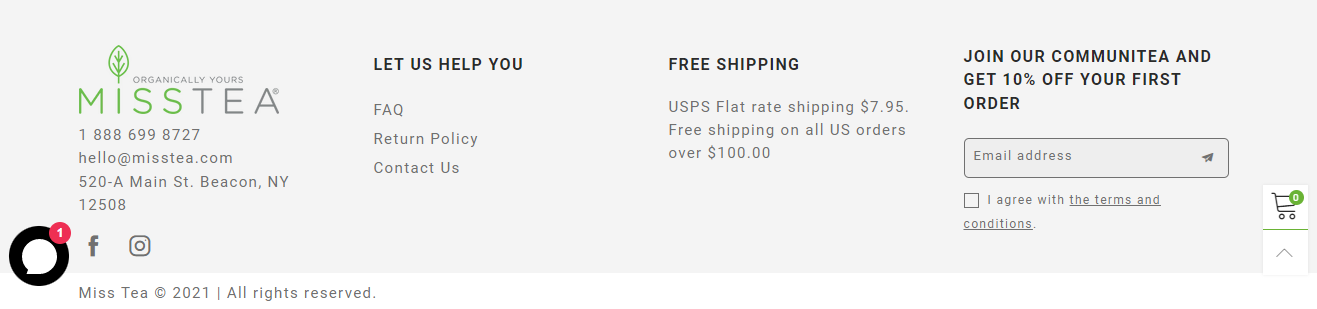 ORGANICALLY YOURS
MISSTEA®
1 888 699 8727
hello@misstea.com
520-A Main St. Beacon, NY
12508
LET US HELP YOU
FAQ
Return Policy
Contact Us
FREE SHIPPING
USPS Flat rate shipping $7.95.
Free shipping on all US orders
over $100.00
JOIN OUR COMMUNITEA AND
GET 10% OFF YOUR FIRST
ORDER
Email address
I agree with the terms and
conditions.
0
1
Miss Tea © 2021 | All rights reserved.